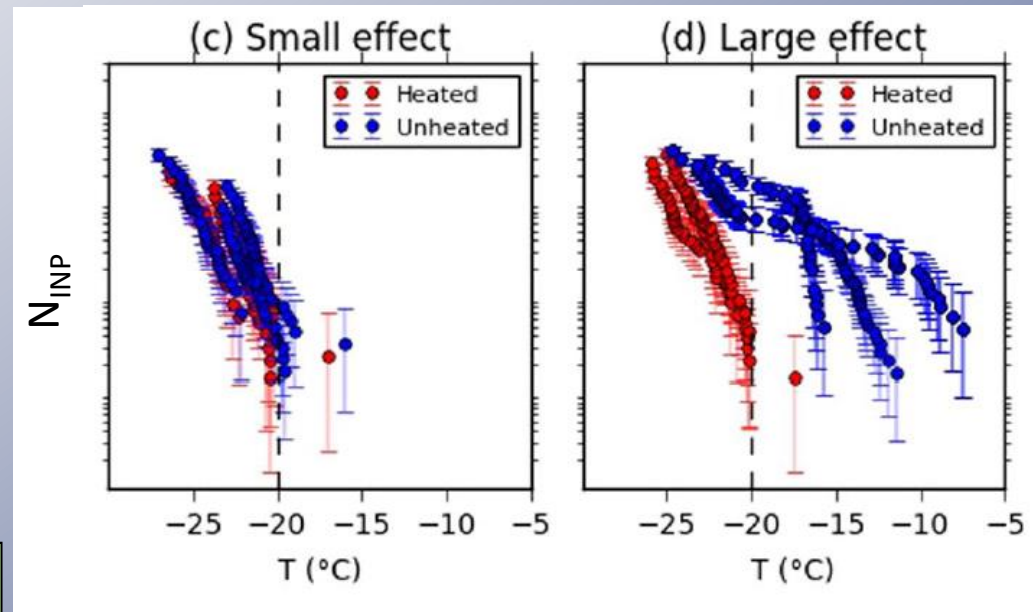 (c) Small effect
Heated
Unheated
N_INP
−25 −20 −15 −10 −5
T (°C)
(d) Large effect
Heated
Unheated
−25 −20 −15 −10 −5
T (°C)